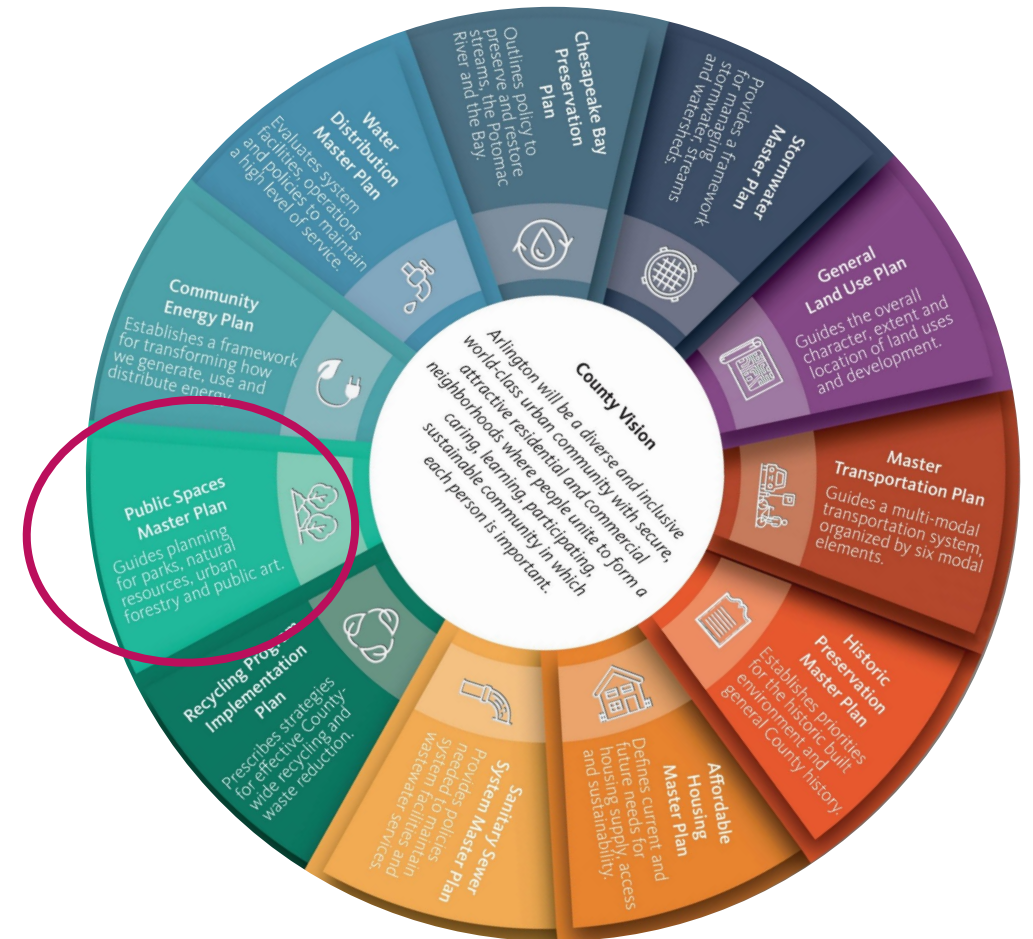 County Vision
Arlington will be a diverse and inclusive
world-class urban community with secure,
attractive residential and commercial
neighborhoods where people unite to form a
caring, learning, participating,
sustainable community in which
each person is important.
Chesapeake Bay
Preservation
Plan
Outlines policy to
preserve and restore
streams, the Potomac
River and the Bay.
Stormwater
Master Plan
Provides a framework
for managing
stormwater, streams
and watersheds.
General
Land Use Plan
Guides the overall
character, extent and
location of land uses
and development.
Master
Transportation Plan
Guides a multi-modal
transportation system,
organized by six modal
elements.
Historic
Preservation
Master Plan
Establishes priorities
for the historic built
environment and
general County history.
Affordable
Housing
Master Plan
Defines current and
future needs for
housing supply, access
and sustainability.
Sanitary Sewer
System Master Plan
Provides policies
needed to maintain
system facilities and
wastewater services.
Recycling Program
Implementation
Plan
Prescribes strategies
for effective County-
wide recycling and
waste reduction.
Public Spaces
Master Plan
Guides planning
for parks, natural
resources, urban
forestry and public art.
Community
Energy Plan
Establishes a framework
for transforming how
we generate, use and
distribute energy
Water
Distribution
Master Plan
Evaluates system
facilities, operations
and policies to maintain
a high level of service.